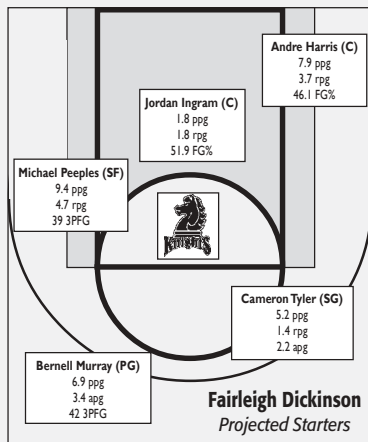 Andre Harris (C)
7.9 ppg
3.7 rpg
46.1 FG%
Jordan Ingram (C)
1.8 ppg
1.8 rpg
51.9 FG%
Michael Peeples (SF)
9.4 ppg
4.7 rpg
39 3PFG
KNIGHTS
Cameron Tyler (SG)
5.2 ppg
1.4 rpg
2.2 apg
Bernell Murray (PG)
6.9 ppg
3.4 apg
42 3PFG
Fairleigh Dickinson
Projected Starters